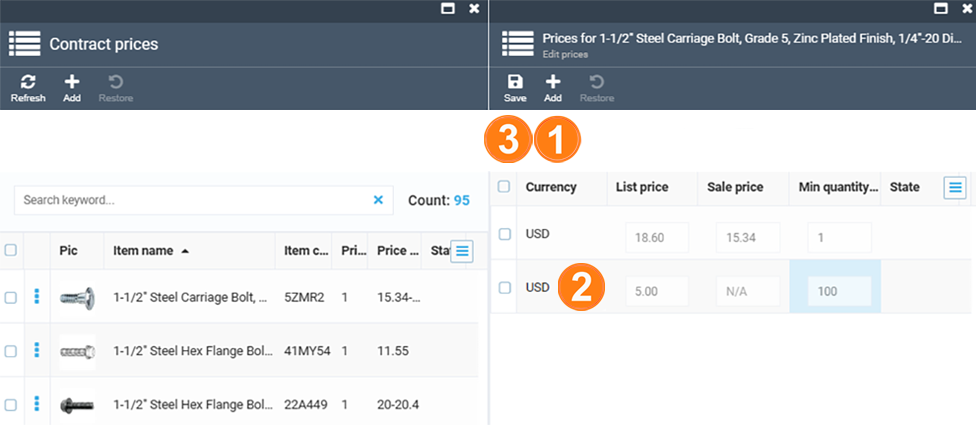 Contract prices
Refresh Add Restore
Search keyword... Count: 95
Pic Item name Item c... Pri... Price ... Sta
1-1/2" Steel Carriage Bolt, ... 5ZMR2 1 15.34-...
1-1/2" Steel Hex Flange Bol... 41MY54 1 11.55
1-1/2" Steel Hex Flange Bol... 22A449 1 20-20.4
Prices for 1-1/2" Steel Carriage Bolt, Grade 5, Zinc Plated Finish, 1/4"-20 Di...
Edit prices
Save Add Restore
3 1
Currency List price Sale price Min quantity... State
USD 18.60 15.34 1
USD 2 5.00 N/A 100